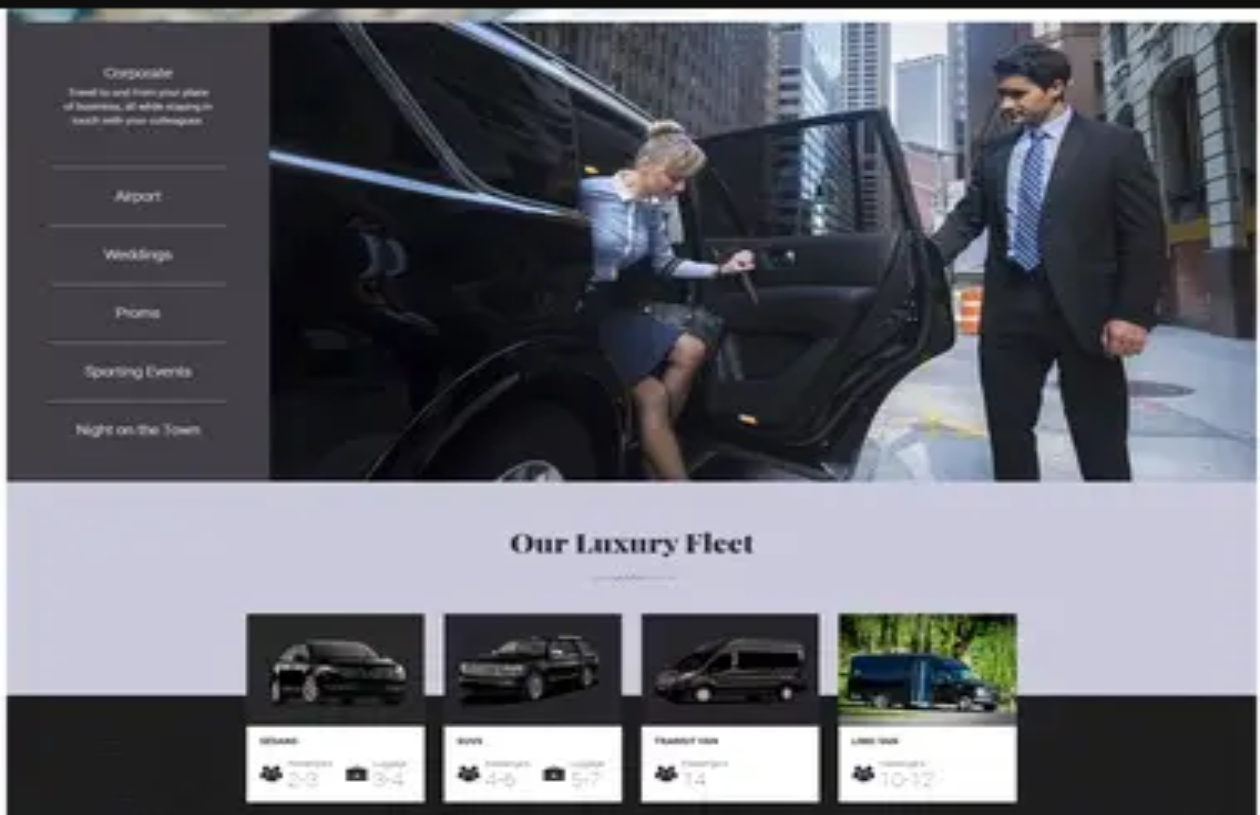 Corporate
Travel to and from your place
of business, all while staying in
touch with your colleagues
Airport
Weddings
Proms
Sporting Events
Night on the Town
Our Luxury Fleet
SEDANS
Passengers
2-3
Luggage
3-4
SUVS
Passengers
4-6
Luggage
5-7
TRANSIT VAN
Passengers
14
LIMO VAN
Passengers
10-12